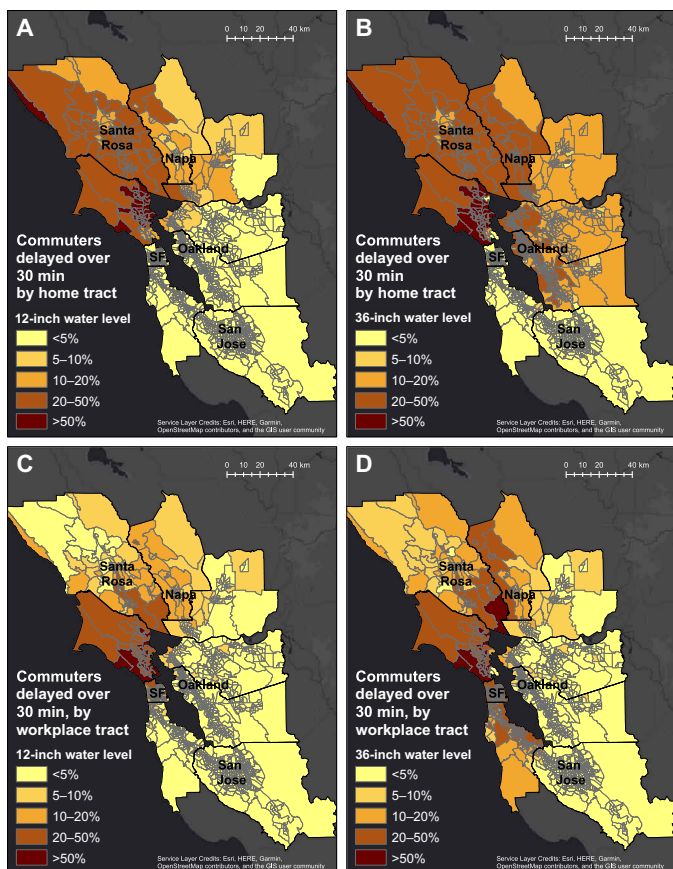 A
0 20 40 km
Santa
Rosa
Napa
Oakland
SF
San
Jose
Commuters
delayed over
30 min
by home tract
12-inch water level
<5%
5–10%
10–20%
20–50%
>50%
Service Layer Credits: Esri, HERE, Garmin,
OpenStreetMap contributors, and the GIS user community
B
0 20 40 km
Santa
Rosa
Napa
Oakland
SF
San
Jose
Commuters
delayed over
30 min
by home tract
36-inch water level
<5%
5–10%
10–20%
20–50%
>50%
Service Layer Credits: Esri, HERE, Garmin,
OpenStreetMap contributors, and the GIS user community
C
0 20 40 km
Santa
Rosa
Napa
Oakland
SF
San
Jose
Commuters
delayed over
30 min, by
workplace tract
12-inch water level
<5%
5–10%
10–20%
20–50%
>50%
Service Layer Credits: Esri, HERE, Garmin,
OpenStreetMap contributors, and the GIS user community
D
0 20 40 km
Santa
Rosa
Napa
Oakland
SF
San
Jose
Commuters
delayed over
30 min, by
workplace tract
36-inch water level
<5%
5–10%
10–20%
20–50%
>50%
Service Layer Credits: Esri, HERE, Garmin,
OpenStreetMap contributors, and the GIS user community